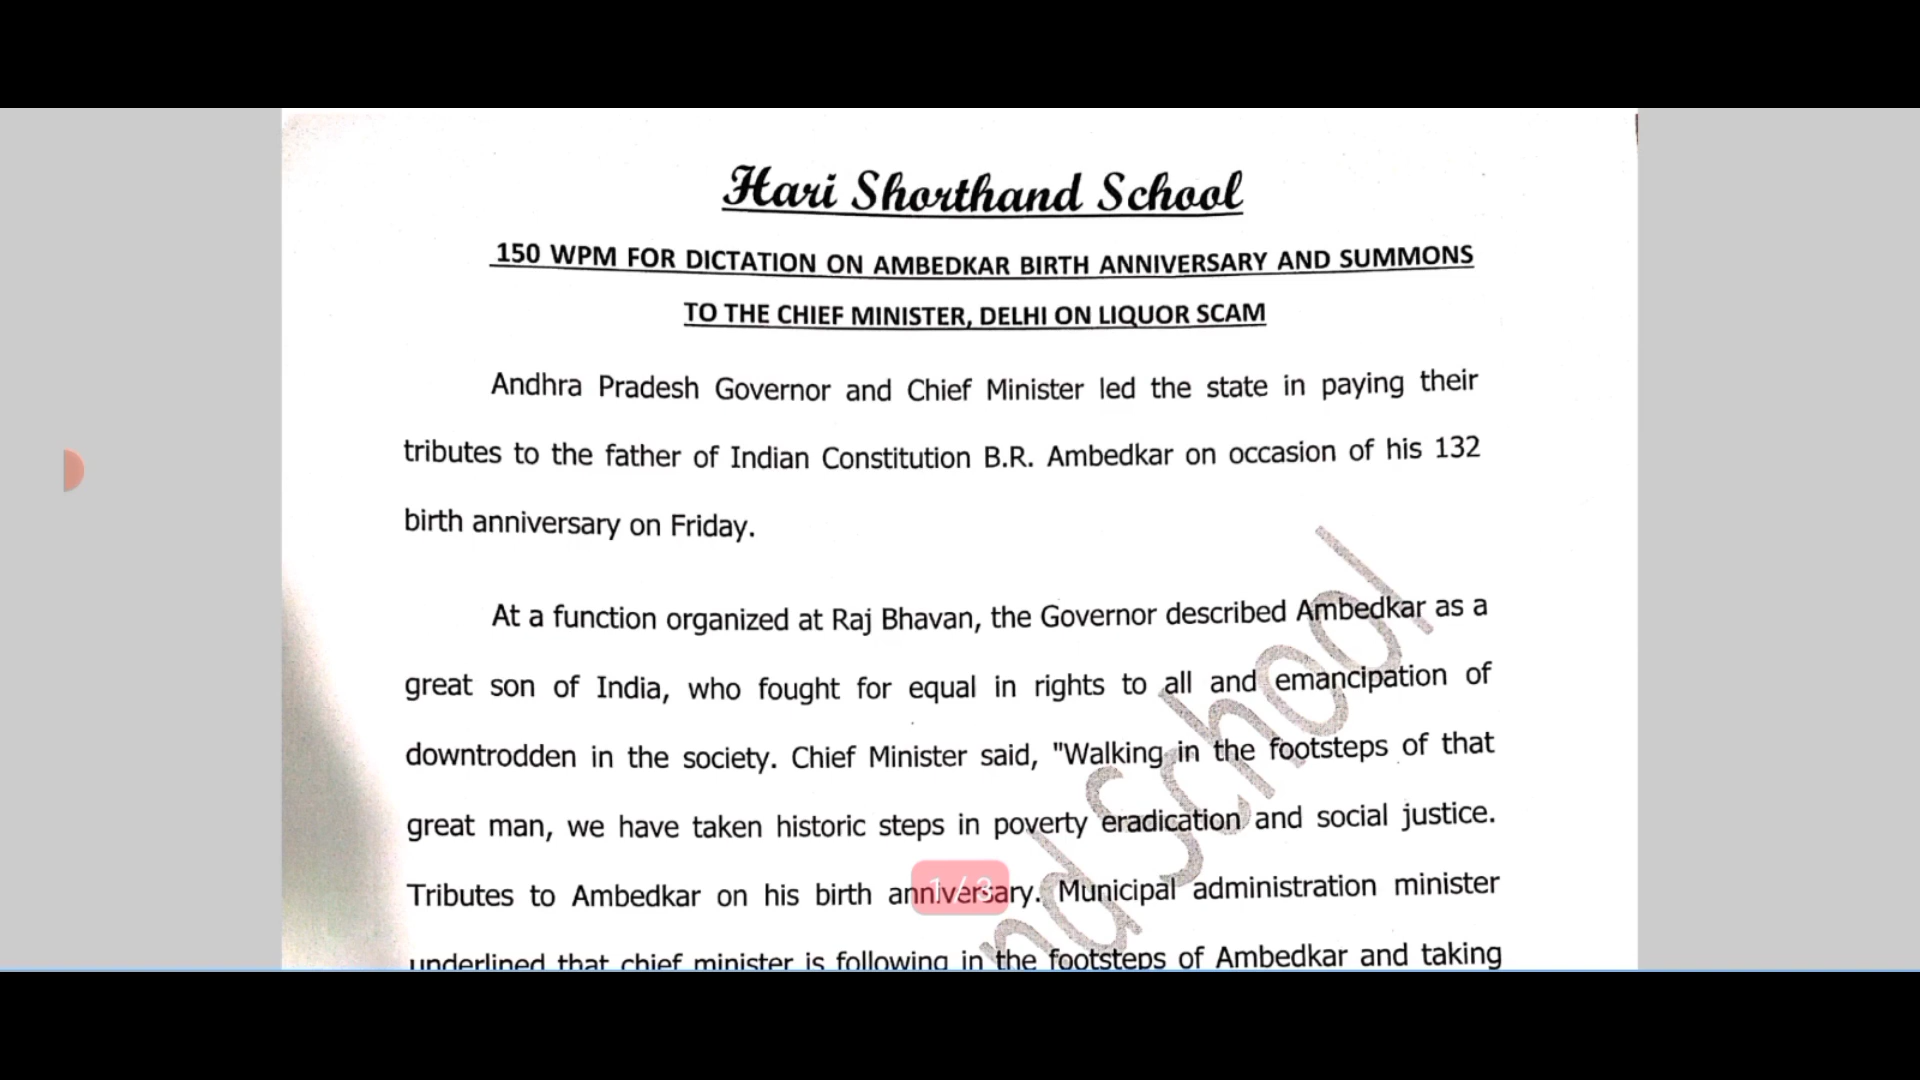 Hari Shorthand School
150 WPM FOR DICTATION ON AMBEDKAR BIRTH ANNIVERSARY AND SUMMONS
TO THE CHIEF MINISTER, DELHI ON LIQUOR SCAM
Andhra Pradesh Governor and Chief Minister led the state in paying their
tributes to the father of Indian Constitution B.R. Ambedkar on occasion of his 132
birth anniversary on Friday.
At a function organized at Raj Bhavan, the Governor described Ambedkar as a
great son of India, who fought for equal in rights to all and emancipation of
downtrodden in the society. Chief Minister said, "Walking in the footsteps of that
great man, we have taken historic steps in poverty eradication and social justice.
Tributes to Ambedkar on his birth anniversary. Municipal administration minister
underlined that chief minister is following in the footsteps of Ambedkar and taking
1/3
nd School